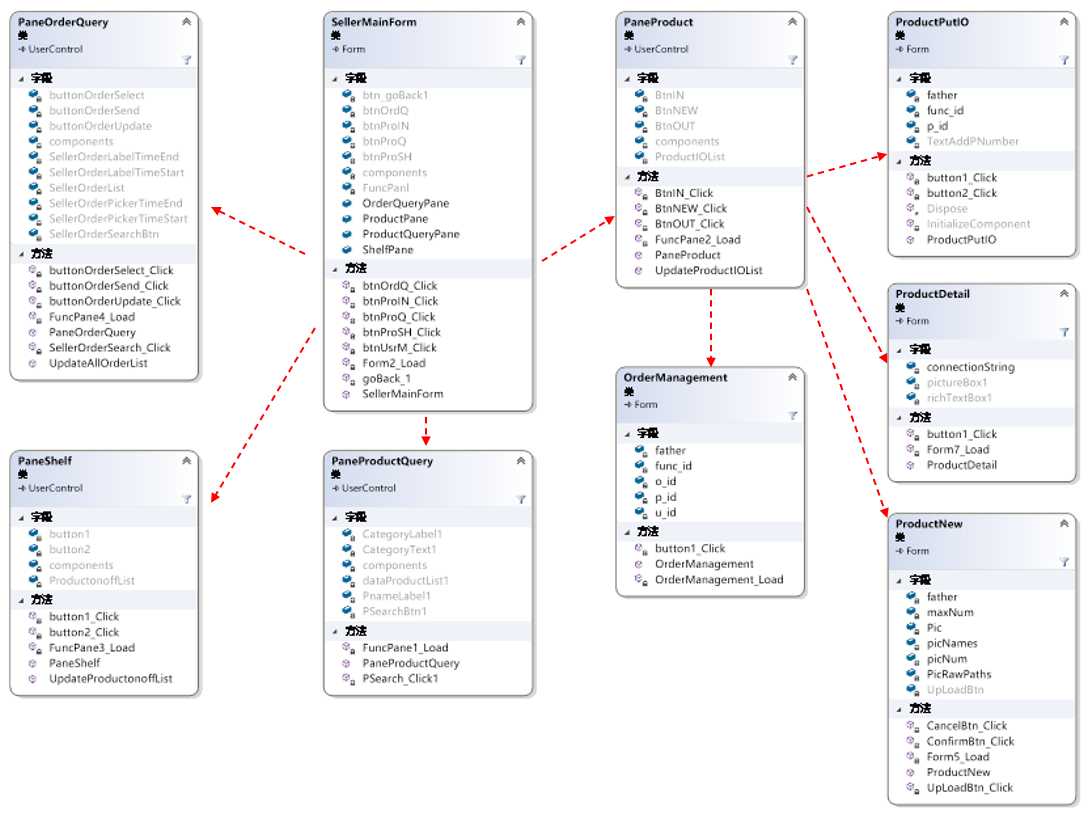 PaneOrderQuery
类
UserControl
字段
buttonOrderSelect
buttonOrderSend
buttonOrderUpdate
components
SellerOrderLabelTimeEnd
SellerOrderLabelTimeStart
SellerOrderList
SellerOrderPickerTimeEnd
SellerOrderPickerTimeStart
SellerOrderSearchBtn
方法
buttonOrderSelect_Click
buttonOrderSend_Click
buttonOrderUpdate_Click
FuncPane4_Load
PaneOrderQuery
SellerOrderSearch_Click
UpdateAllOrderList
SellerMainForm
类
Form
字段
btn_goBack1
btnOrdQ
btnProIN
btnProQ
btnProSH
components
FuncPanl
OrderQueryPane
ProductPane
ProductQueryPane
ShelfPane
方法
btnOrdQ_Click
btnProIN_Click
btnProQ_Click
btnProSH_Click
btnUsrM_Click
Form2_Load
goBack_1
SellerMainForm
PaneProduct
类
UserControl
字段
BtnIN
BtnNEW
BtnOUT
components
ProductIOList
方法
BtnIN_Click
BtnNEW_Click
BtnOUT_Click
FuncPane2_Load
PaneProduct
UpdateProductIOList
ProductPutIO
类
Form
字段
father
func_id
p_id
TextAddPNumber
方法
button1_Click
button2_Click
Dispose
InitializeComponent
ProductPutIO
ProductDetail
类
Form
字段
connectionString
pictureBox1
richTextBox1
方法
button1_Click
Form7_Load
ProductDetail
PaneShelf
类
UserControl
字段
button1
button2
components
ProductonoffList
方法
button1_Click
button2_Click
FuncPane3_Load
PaneShelf
UpdateProductonoffList
PaneProductQuery
类
UserControl
字段
CategoryLabel1
CategoryText1
components
dataProductList1
PnameLabel1
PSearchBtn1
方法
FuncPane1_Load
PaneProductQuery
PSearch_Click1
OrderManagement
类
Form
字段
father
func_id
o_id
p_id
u_id
方法
button1_Click
OrderManagement
OrderManagement_Load
ProductNew
类
Form
字段
father
maxNum
Pic
picNames
picNum
PicRawPaths
UpLoadBtn
方法
CancelBtn_Click
ConfirmBtn_Click
Form5_Load
ProductNew
UpLoadBtn_Click